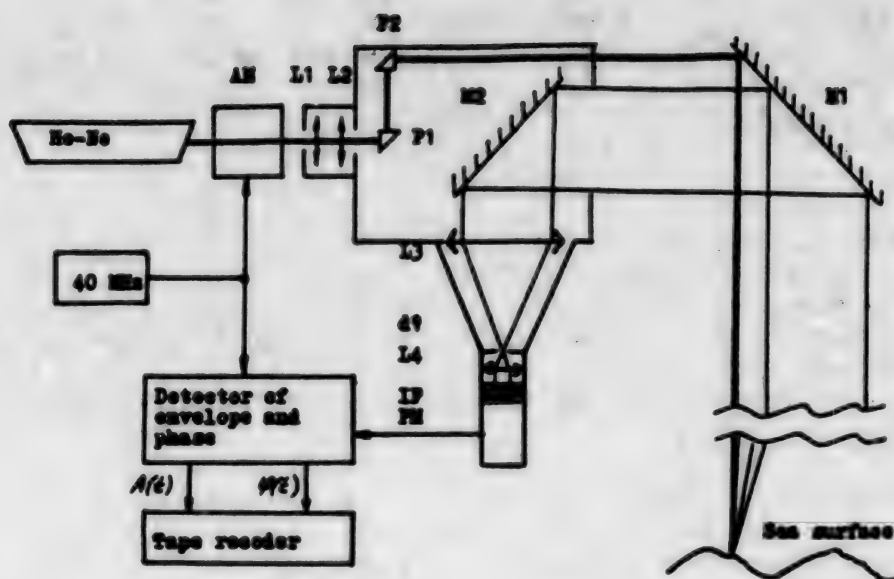 P2
AM L1 L2
M2
M1
He-Ne
P1
L3
40 MHz
df
L4
Detector of
envelope and
phase
IF
PM
A(t)
φ(t)
Tape recoder
Sea surface